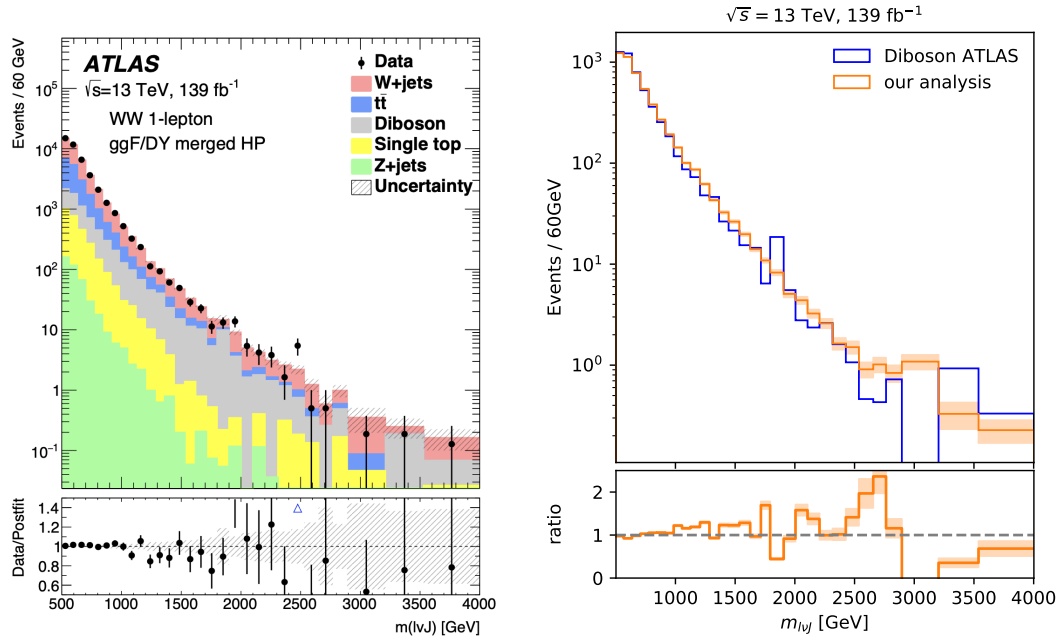 ATLAS
√s=13 TeV, 139 fb⁻¹
WW 1-lepton
ggF/DY merged HP
Data
W+jets
tt̄
Diboson
Single top
Z+jets
Uncertainty
Events / 60 GeV
10⁵
10⁴
10³
10²
10
1
10⁻¹
Data/Postfit
1.4
1.2
1
0.8
0.6
500 1000 1500 2000 2500 3000 3500 4000
m(lνJ) [GeV]
√s = 13 TeV, 139 fb⁻¹
Diboson ATLAS
our analysis
Events / 60GeV
10³
10²
10¹
10⁰
ratio
2
1
0
1000 1500 2000 2500 3000 3500 4000
m_lνJ [GeV]